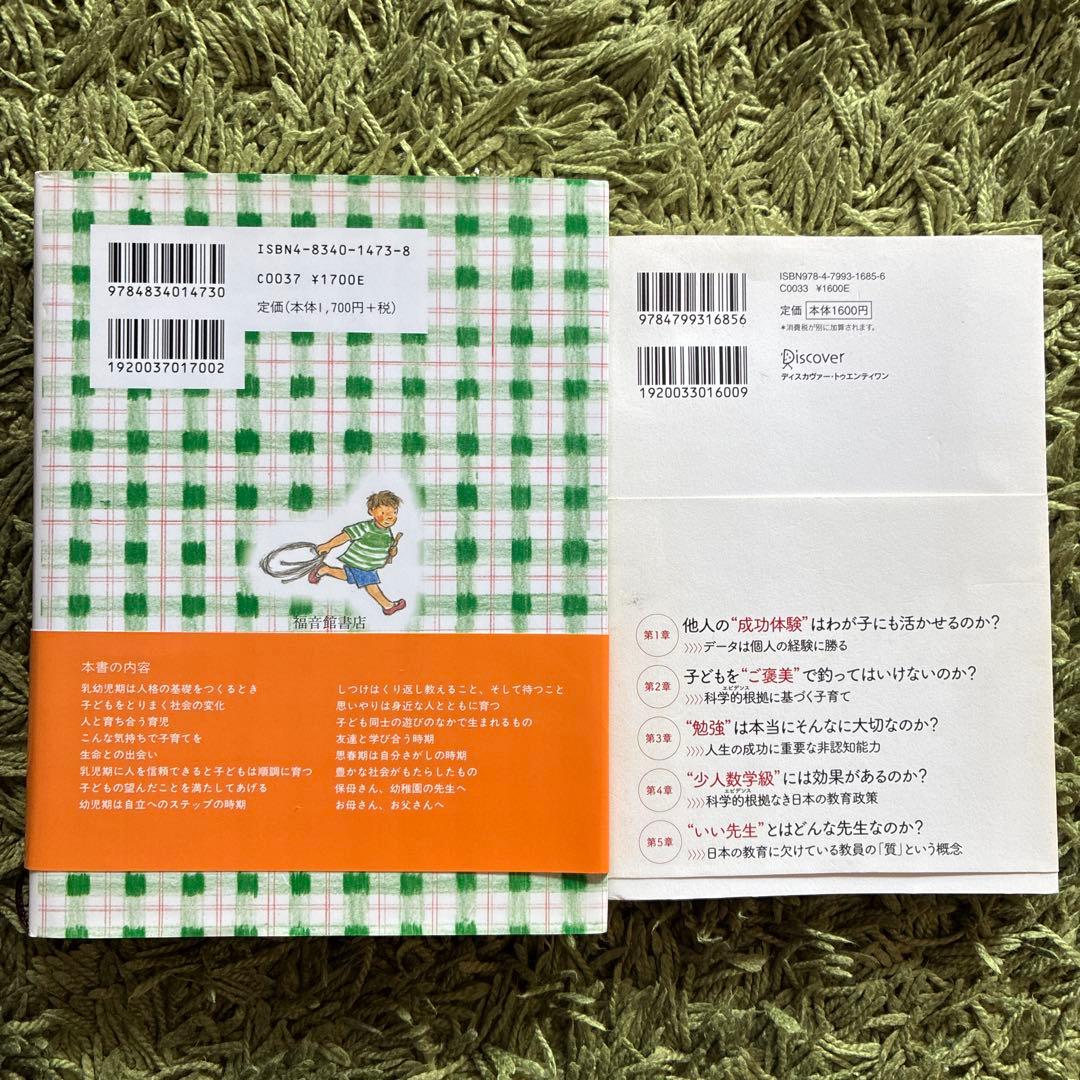 ISBN4-8340-1473-8
C0037 ¥1700E
定価(本体1,700円+税)
9784834014730
1920037017002
福音館書店
本書の内容
乳幼児期は人格の基礎をつくるとき
子どもをとりまく社会の変化
人と育ち合う育児
こんな気持ちで子育てを
生命との出会い
乳児期に人を信頼できると子どもは順調に育つ
子どもの望んだことを満たしてあげる
幼児期は自立へのステップの時期
しつけはくり返し教えること、そして待つこと
思いやりは身近な人とともに育つ
子ども同士の遊びのなかで生まれるもの
友達と学び合う時期
思春期は自分さがしの時期
豊かな社会がもたらしたもの
保母さん、幼稚園の先生へ
お母さん、お父さんへ
ISBN978-4-7993-1685-6
C0033 ¥1600E
定価 本体1600円
*消費税が別に加算されます。
9784799316856
Discover
ディスカヴァー・トゥエンティワン
1920033016009
第1章 他人の“成功体験”はわが子にも活かせるのか?
》》データは個人の経験に勝る
第2章 子どもを“ご褒美”で釣ってはいけないのか?
エビデンス
》》科学的根拠に基づく子育て
第3章 “勉強”は本当にそんなに大切なのか?
》》人生の成功に重要な非認知能力
第4章 “少人数学級”には効果があるのか?
エビデンス
》》科学的根拠なき日本の教育政策
第5章 “いい先生”とはどんな先生なのか?
》》日本の教育に欠けている教員の「質」という概念